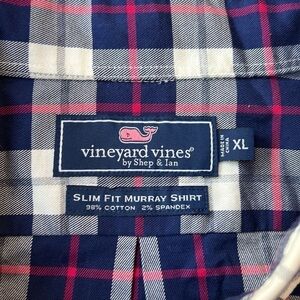 vineyard vines®
by Shep & Ian
MADE IN
CHINA
XL
SLIM FIT MURRAY SHIRT
98% COTTON 2% SPANDEX